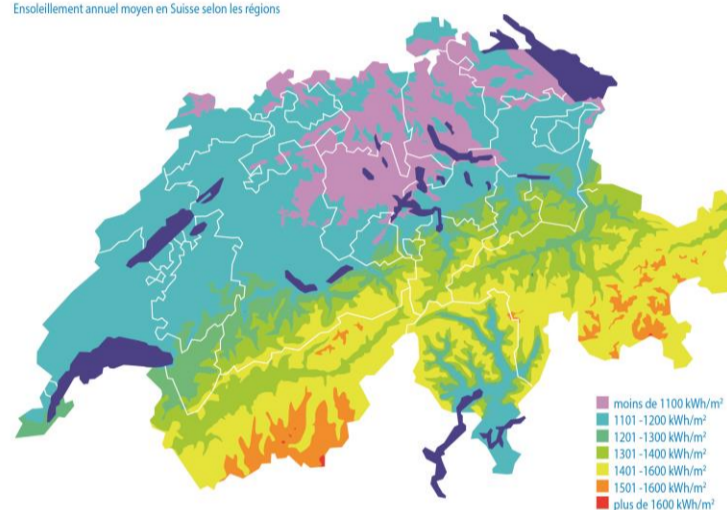 Ensoleillement annuel moyen en Suisse selon les régions
moins de 1100 kWh/m²
1101 -1200 kWh/m²
1201 -1300 kWh/m²
1301 -1400 kWh/m²
1401 -1600 kWh/m²
1501 -1600 kWh/m²
plus de 1600 kWh/m²